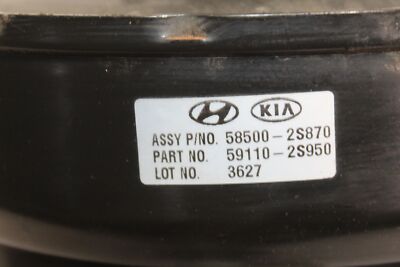 KIA
ASSY P/NO. 58500-2S870
PART NO. 59110-2S950
LOT NO. 3627